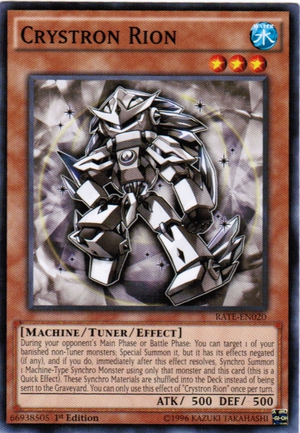 CRYSTRON RION
水
RATE-EN020
[MACHINE/TUNER/EFFECT]
During your opponent's Main Phase or Battle Phase: You can target 1 of your
banished non-Tuner monsters; Special Summon it, but it has its effects negated
(if any), and if you do, immediately after this effect resolves, Synchro Summon
1 Machine-Type Synchro Monster using only that monster and this card (this is a
Quick Effect). These Synchro Materials are shuffled into the Deck instead of being
sent to the Graveyard. You can only use this effect of "Crystron Rion" once per turn.
ATK/ 500 DEF/ 500
66938505 1st Edition ©1996 KAZUKI TAKAHASHI